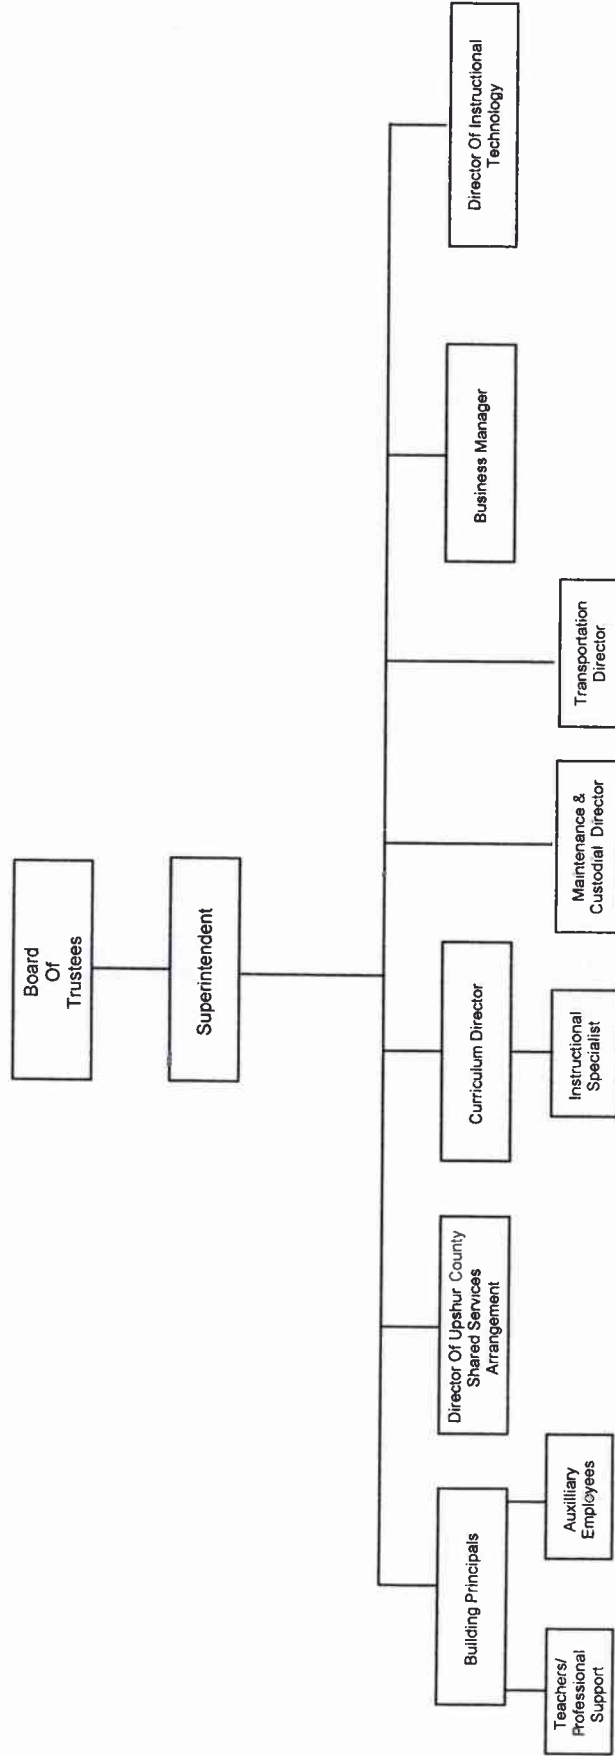 Board
Of
Trustees
Superintendent
Building Principals
Director Of Upshur County
Shared Services
Arrangement
Curriculum Director
Business Manager
Director Of Instructional
Technology
Teachers/
Professional
Support
Auxilliary
Employees
Instructional
Specialist
Maintenance &
Custodial Director
Transportation
Director